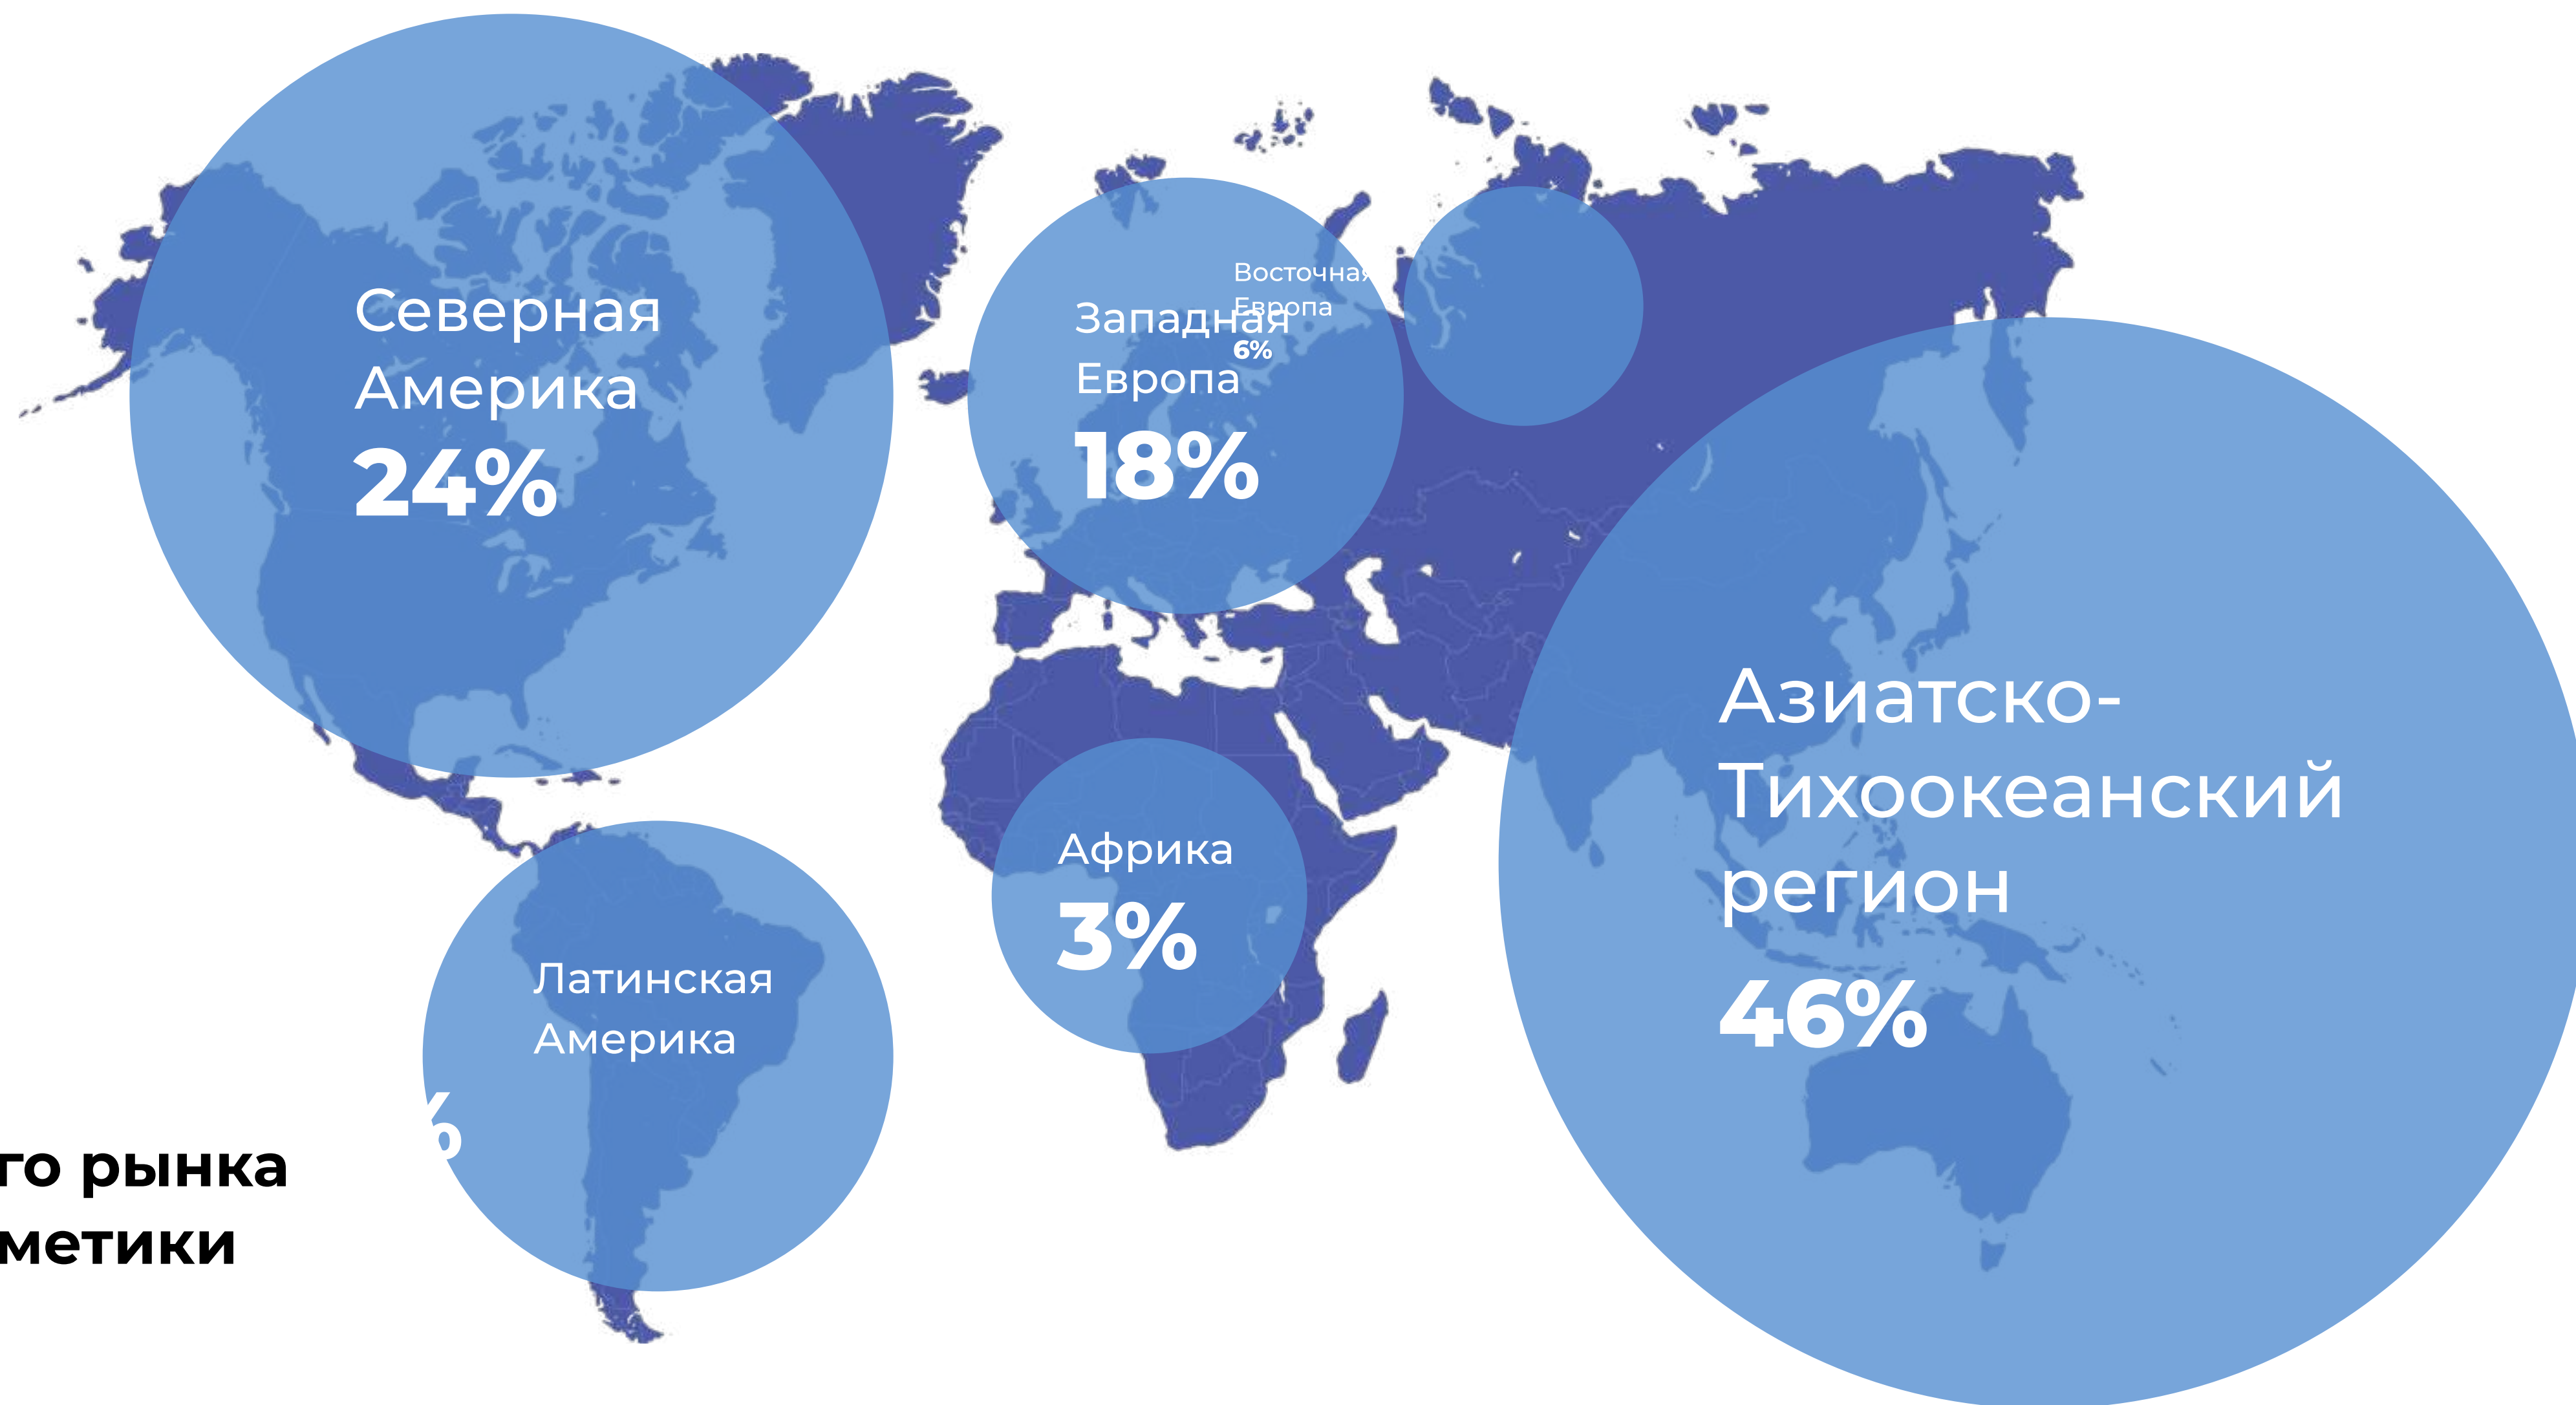 Северная
Америка
24%
Восточная
Европа
6%
Западная
Европа
18%
Азиатско-
Тихоокеанский
регион
46%
Африка
3%
Латинская
Америка
%
го рынка
метики